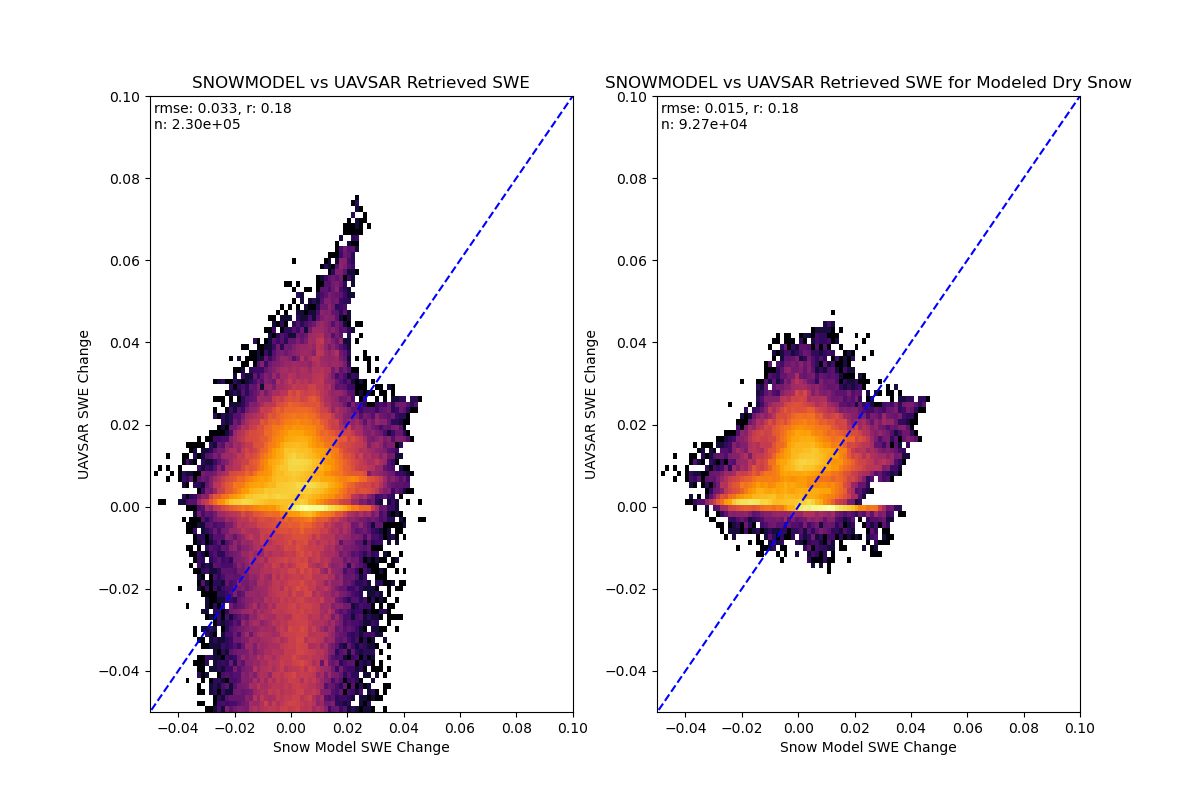 SNOWMODEL vs UAVSAR Retrieved SWE
rmse: 0.033, r: 0.18
n: 2.30e+05
UAVSAR SWE Change
0.10
0.08
0.06
0.04
0.02
0.00
−0.02
−0.04
−0.04 −0.02 0.00 0.02 0.04 0.06 0.08 0.10
Snow Model SWE Change
SNOWMODEL vs UAVSAR Retrieved SWE for Modeled Dry Snow
rmse: 0.015, r: 0.18
n: 9.27e+04
UAVSAR SWE Change
0.10
0.08
0.06
0.04
0.02
0.00
−0.02
−0.04
−0.04 −0.02 0.00 0.02 0.04 0.06 0.08 0.10
Snow Model SWE Change